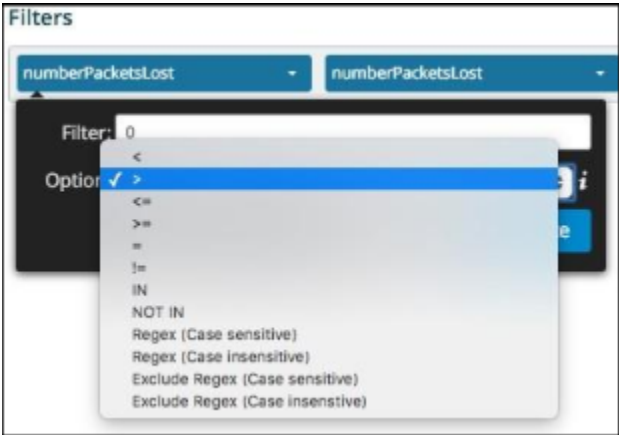 Filters
numberPacketsLost numberPacketsLost
Filter: 0
<
Option ✓ > i
<=
>=
=
!=
IN
NOT IN
Regex (Case sensitive)
Regex (Case insensitive)
Exclude Regex (Case sensitive)
Exclude Regex (Case insenstive)